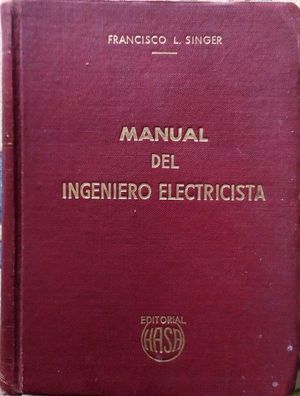 FRANCISCO L. SINGER
MANUAL
DEL
INGENIERO ELECTRICISTA
EDITORIAL
HASA